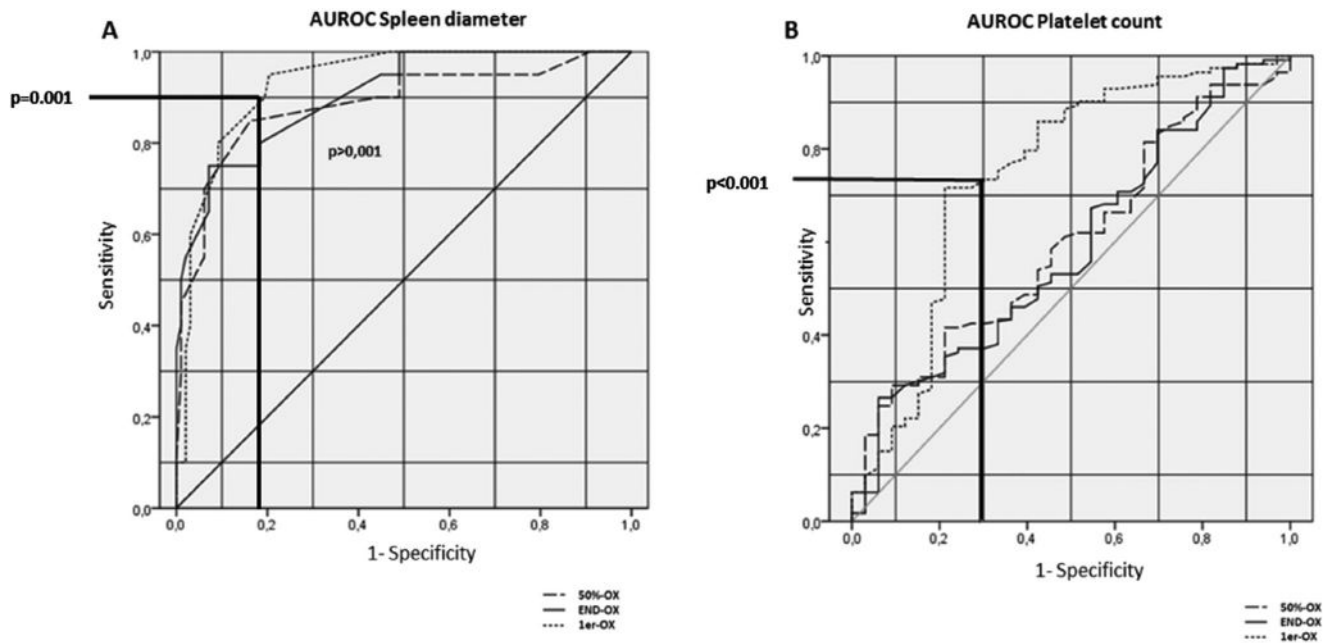 AUROC Spleen diameter
A
1,0
p=0.001
0,8
p>0,001
0,6
Sensitivity
0,4
0,2
0,0
0,0 0,2 0,4 0,6 0,8 1,0
1- Specificity
50%-OX
END-OX
1er-OX
AUROC Platelet count
B
1,0
0,8
p<0.001
Sensitivity
0,4
0,2
0,0
0,0 0,2 0,4 0,6 0,8 1,0
1- Specificity
50%-OX
END-OX
1er-OX